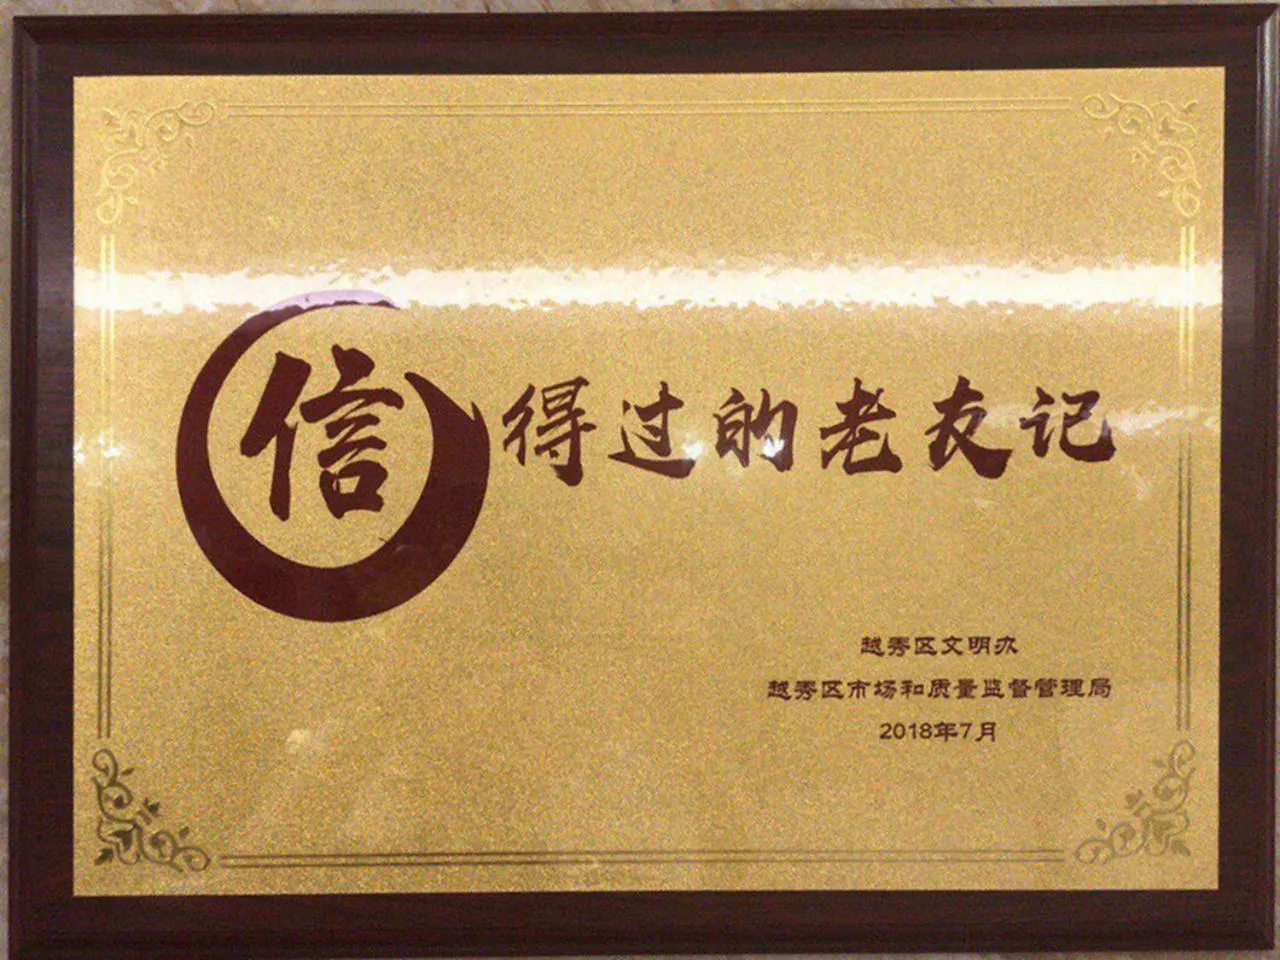 信得过的老友记
越秀区文明办
越秀区市场和质量监督管理局
2018年7月